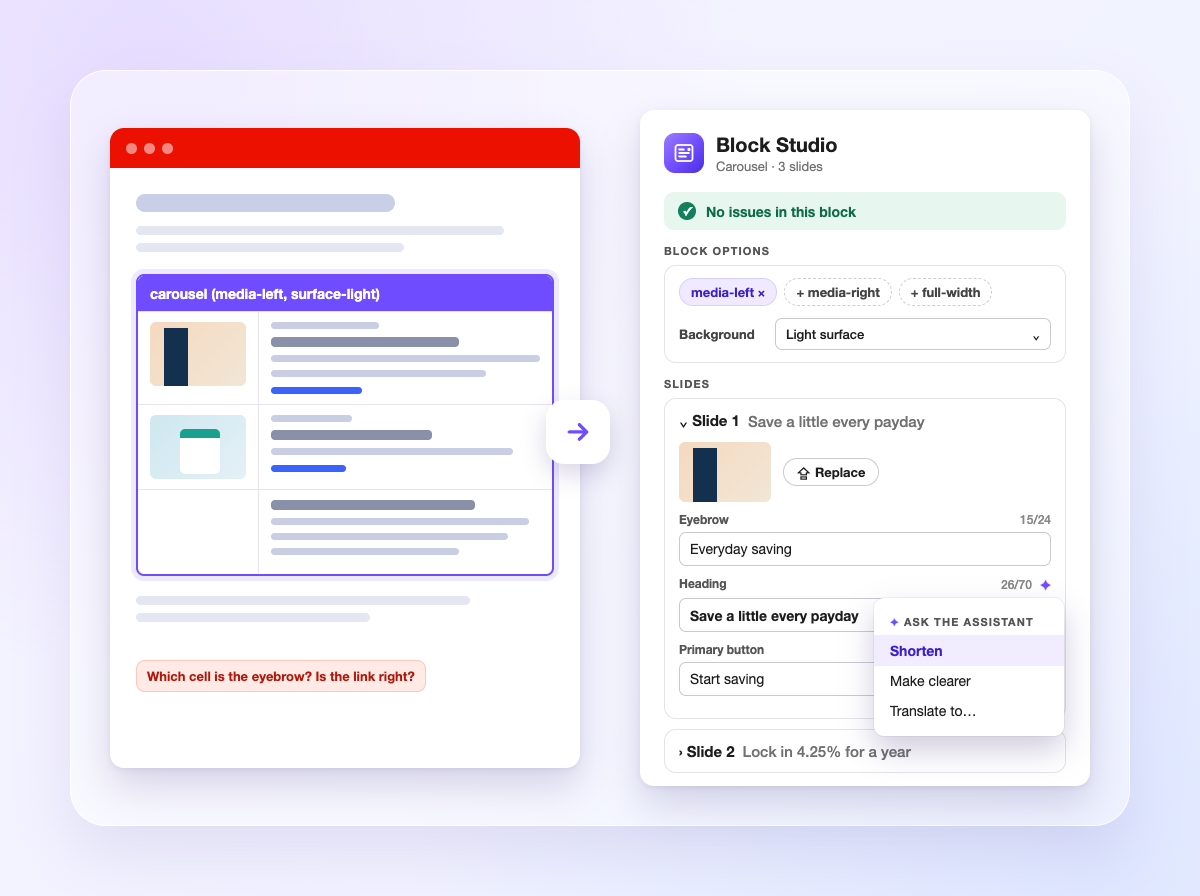 carousel (media-left, surface-light)
Which cell is the eyebrow? Is the link right?
Block Studio
Carousel · 3 slides
No issues in this block
BLOCK OPTIONS
media-left ×
+ media-right
+ full-width
Background
Light surface
SLIDES
Slide 1 Save a little every payday
Replace
Eyebrow
15/24
Everyday saving
Heading
26/70
Save a little every payday
ASK THE ASSISTANT
Shorten
Make clearer
Translate to…
Primary button
Start saving
Slide 2 Lock in 4.25% for a year